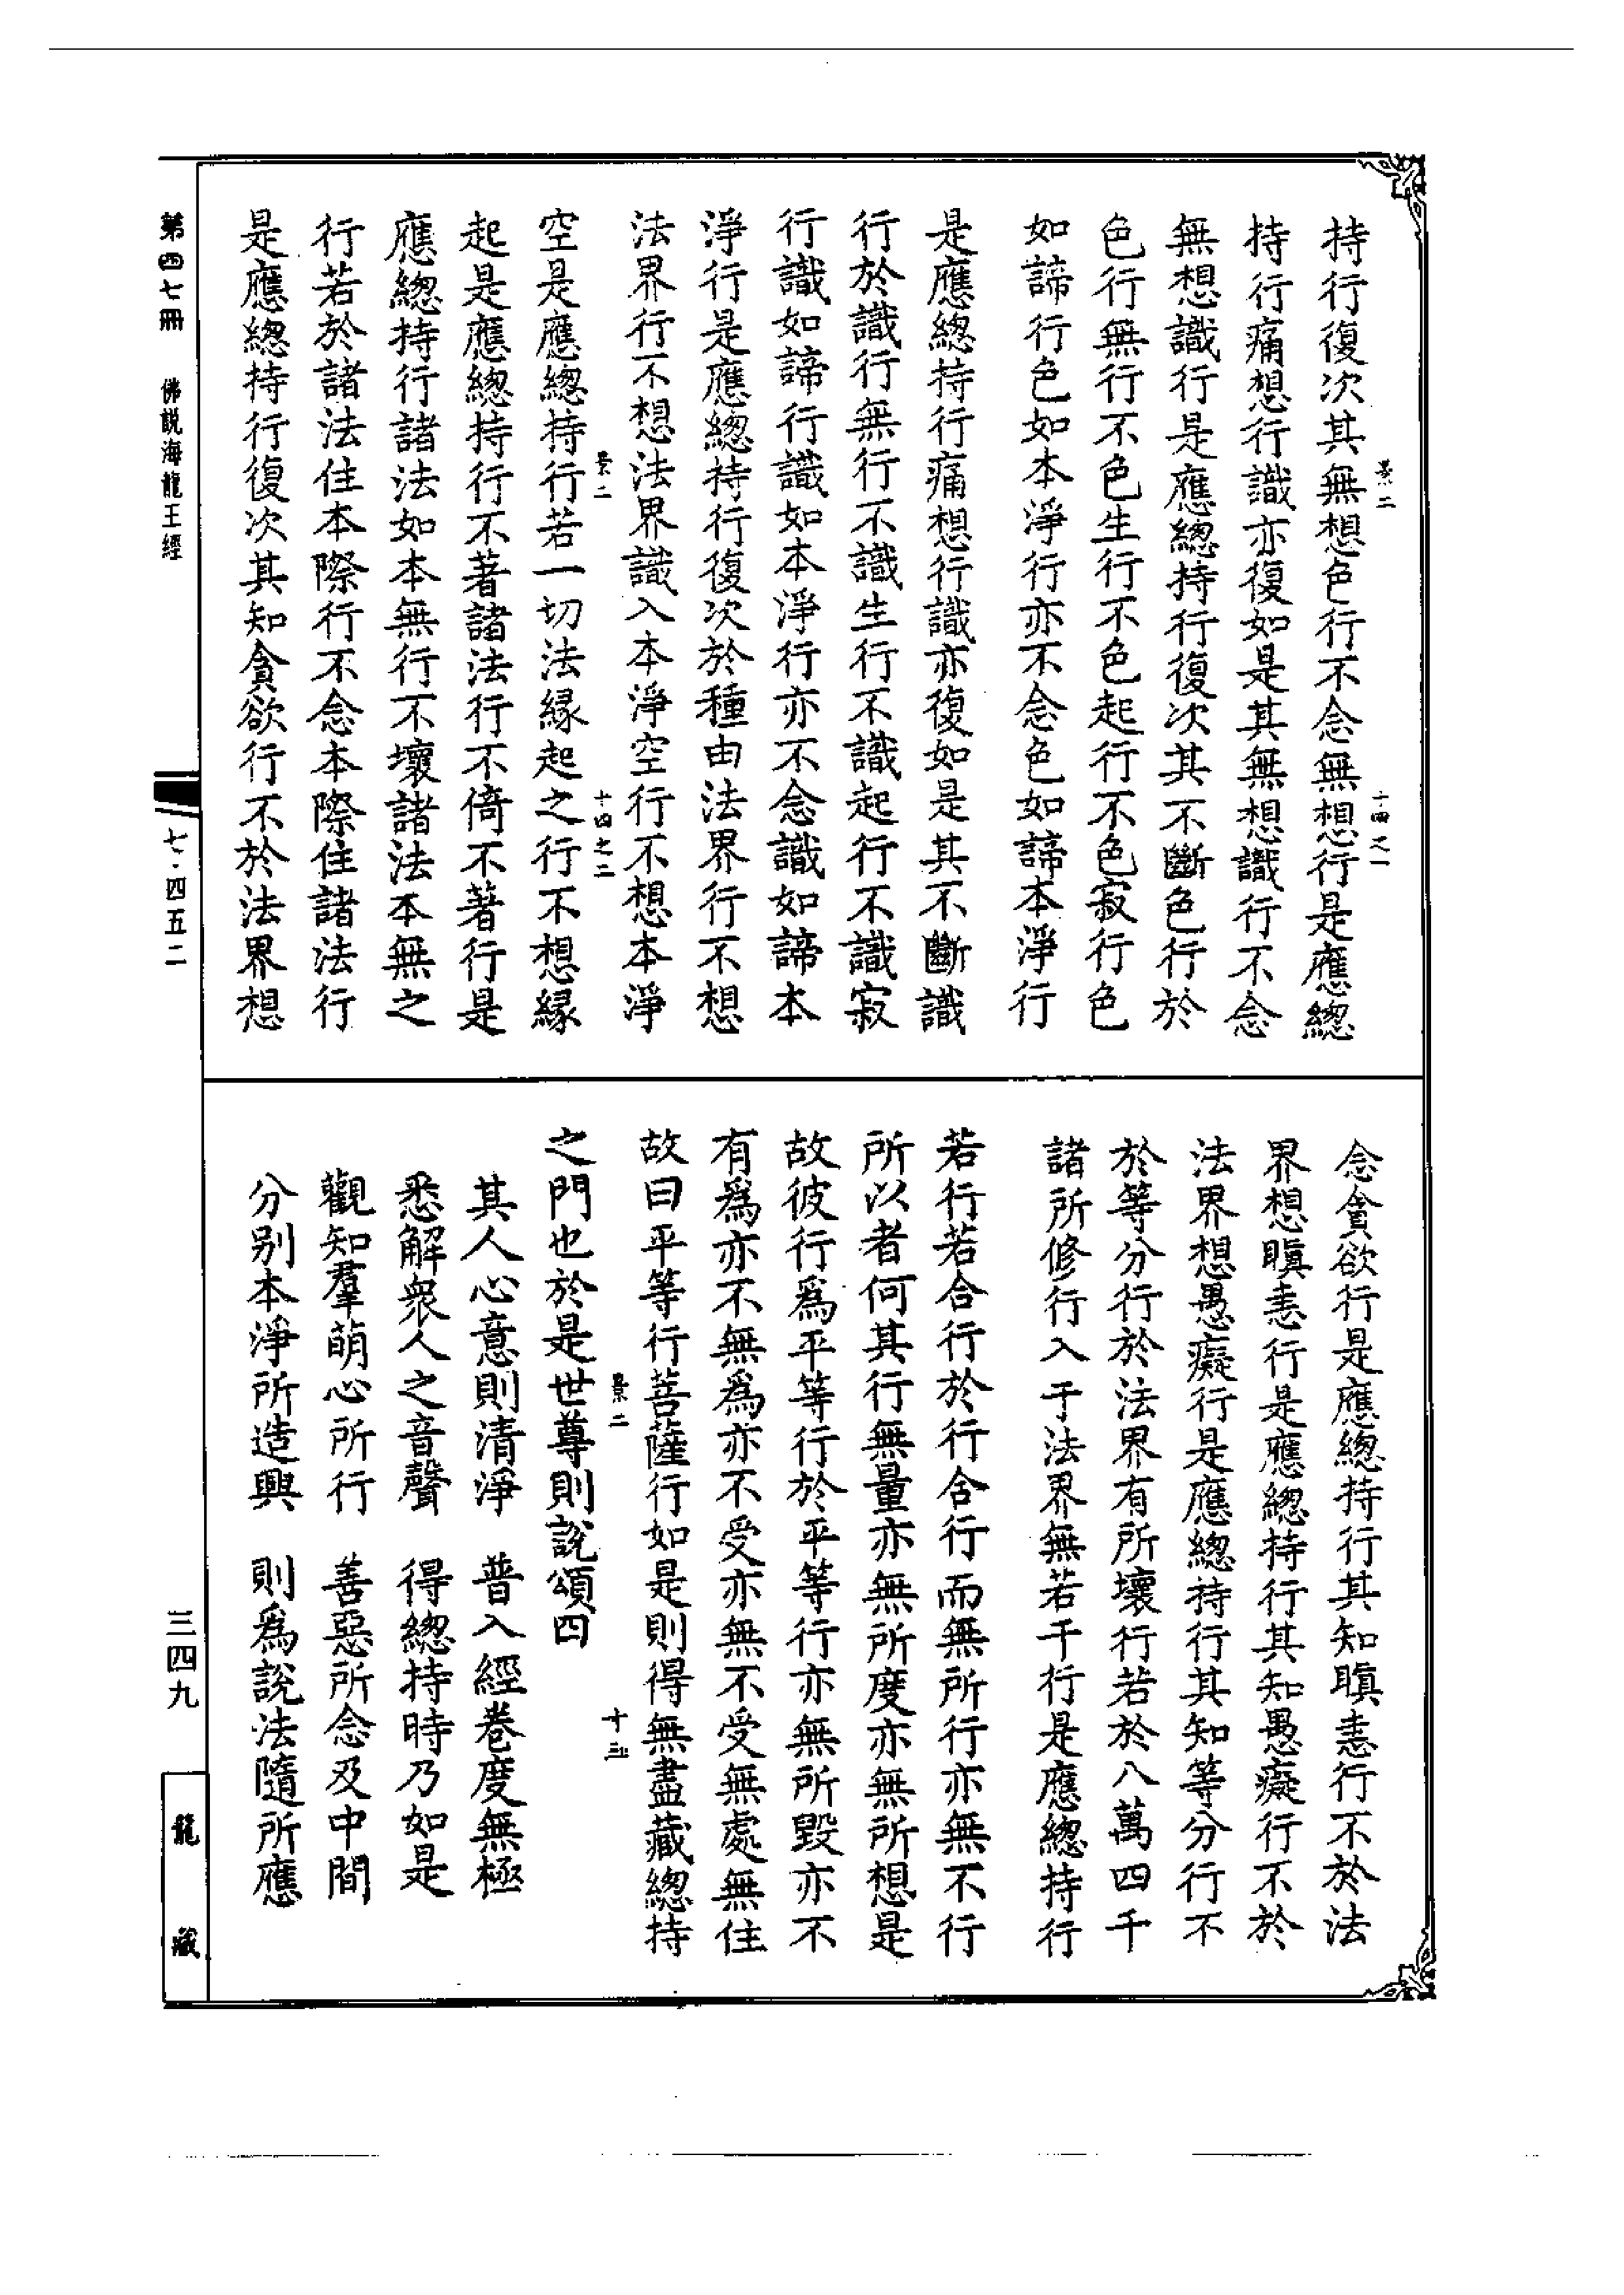 持行復次其無想色行不念無想行是應總
景二
十四之一
持行痛想行識亦復如是其無想識行不念
無想識行是應總持行復次其不斷色行於
色行無行不色生行不色起行不色寂行色
如諦行色如本淨行亦不念色如諦本淨行
是應總持行痛想行識亦復如是其不斷識
行於識行無行不識生行不識起行不識寂
行識如諦行識如本淨行亦不念識如諦本
淨行是應總持行復次於種由法界行不想
法界行不想法界識入本淨空行不想本淨
景二
十四之二
空是應總持行若一切法緣起之行不想緣
起是應總持行不著諸法行不倚不著行是
應總持行諸法如本無行不壞諸法本無之
行若於諸法住本際行不念本際住諸法行
是應總持行復次其知貪欲行不於法界想
念貪欲行是應總持行其知瞋恚行不於法
界想瞋恚行是應總持行其知愚癡行不於
法界想愚癡行是應總持行其知等分行不
於等分行於法界有所壞行若於八萬四千
諸所修行入于法界無若干行是應總持行
若行若合行於行合行而無所行亦無不行
所以者何其行無量亦無所度亦無所想是
故彼行為平等行於平等行亦無所毀亦不
有為亦不無為亦不受亦無不受無處無住
故曰平等行菩薩行如是則得無盡藏總持
景二
十三
之門也於是世尊則說頌曰
其人心意則清淨　普入經卷度無極
悉解眾人之音聲　得總持時乃如是
觀知羣萌心所行　善惡所念及中間
分別本淨所造興　則為說法隨所應
第四七冊　佛説海龍王經
七·四五二
三四九
龍藏